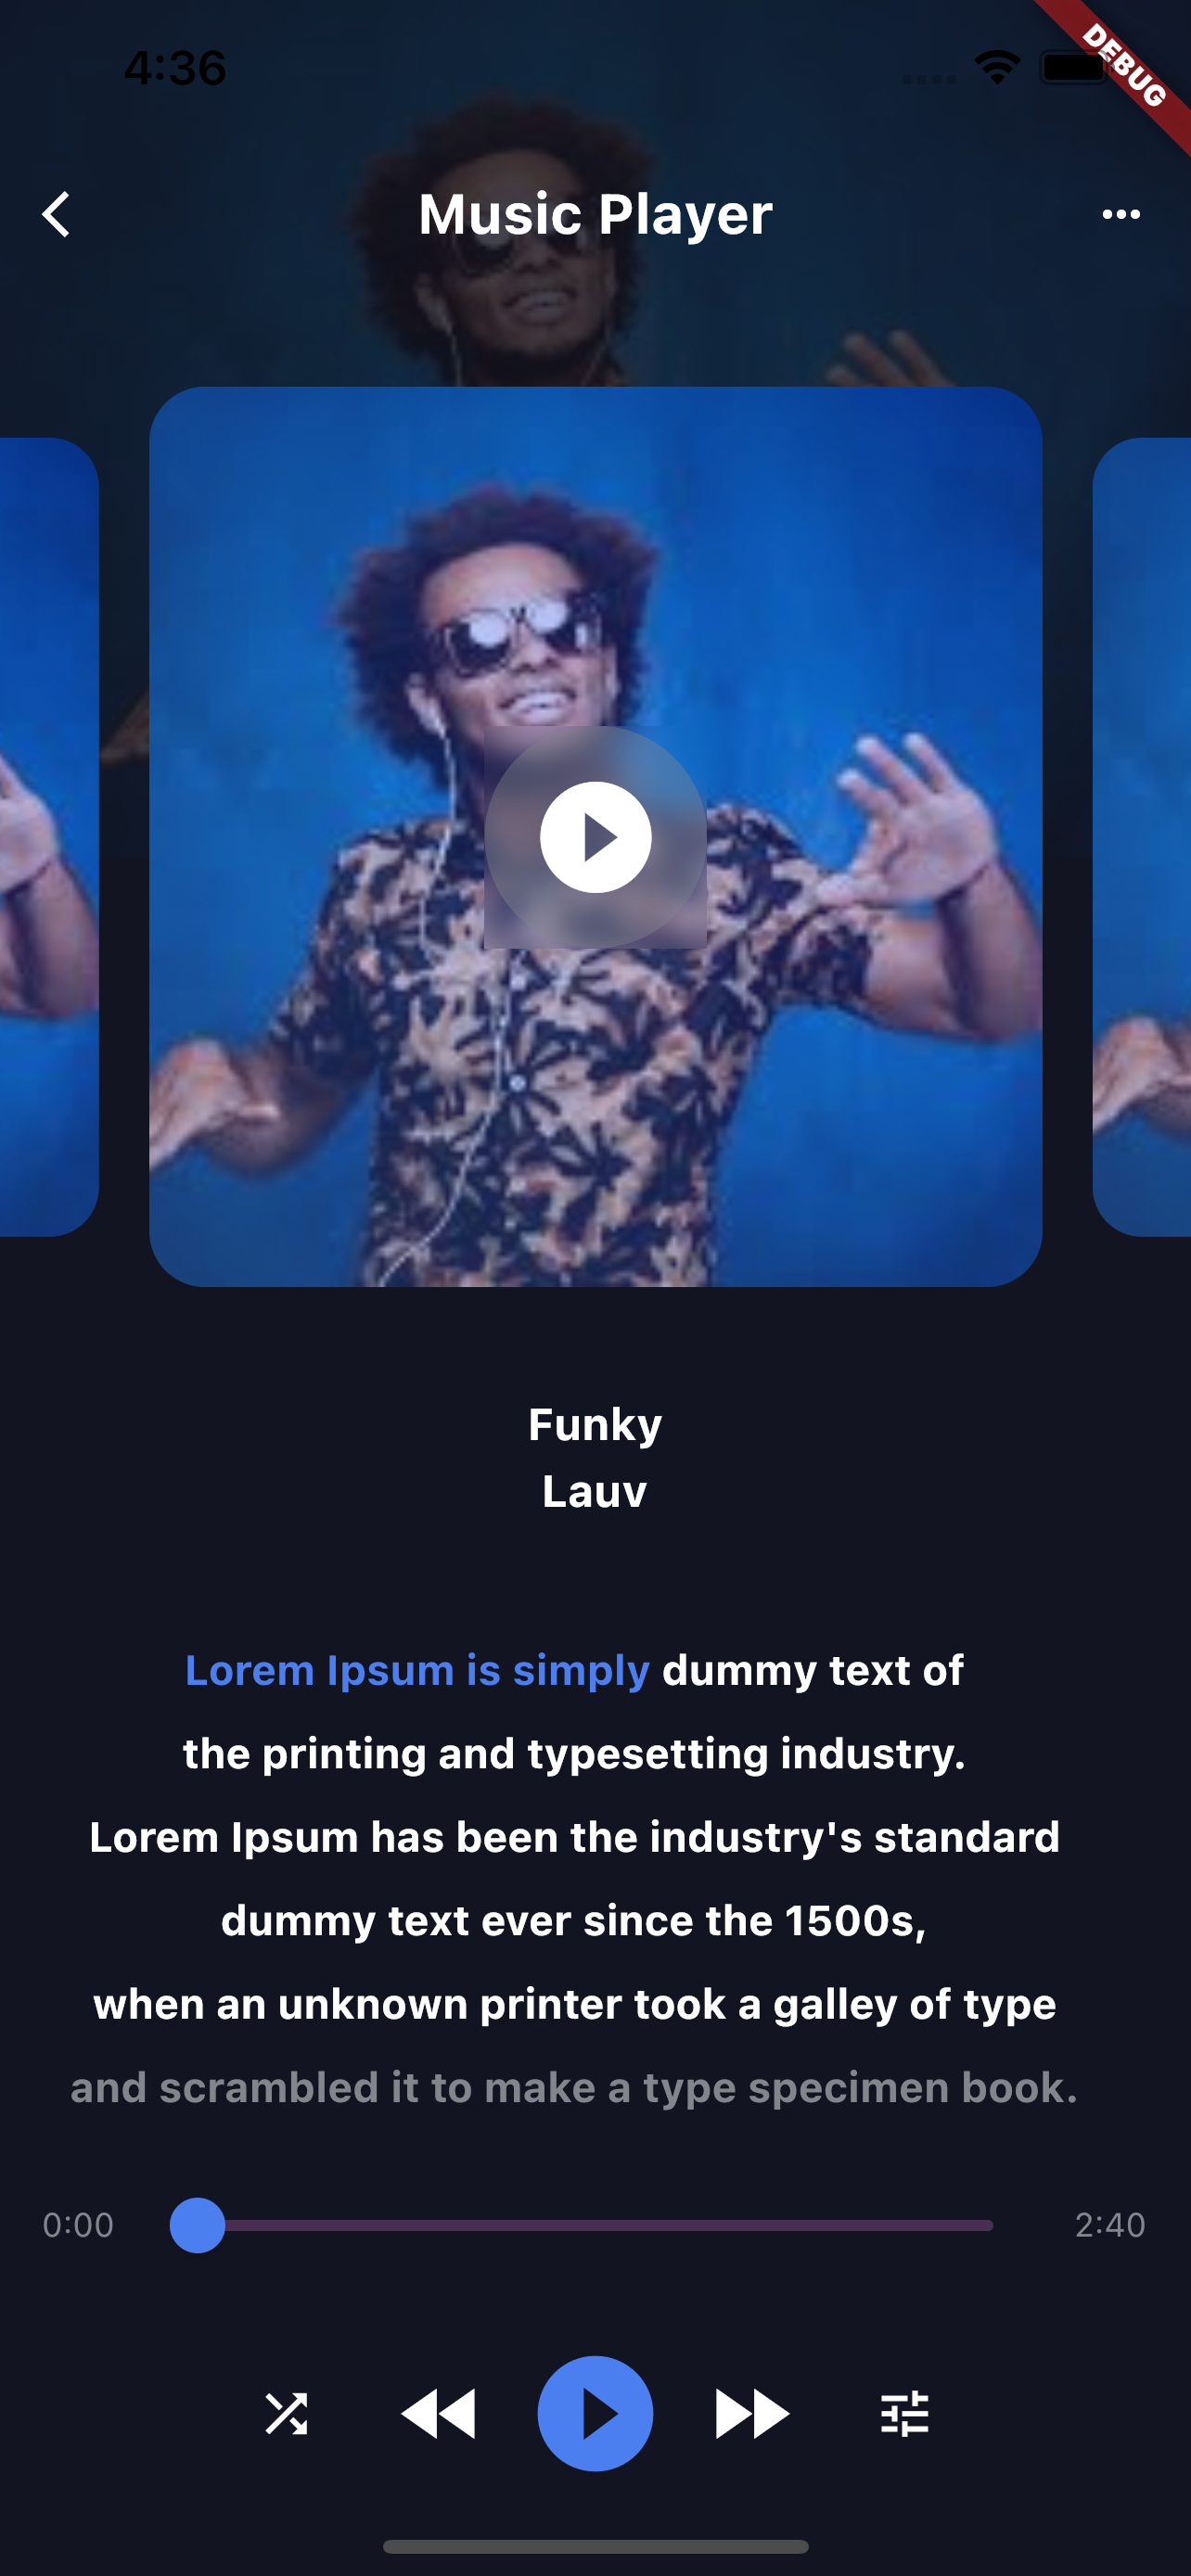 4:36
DEBUG
Music Player
Funky
Lauv
Lorem Ipsum is simply dummy text of
the printing and typesetting industry.
Lorem Ipsum has been the industry's standard
dummy text ever since the 1500s,
when an unknown printer took a galley of type
and scrambled it to make a type specimen book.
0:00 2:40